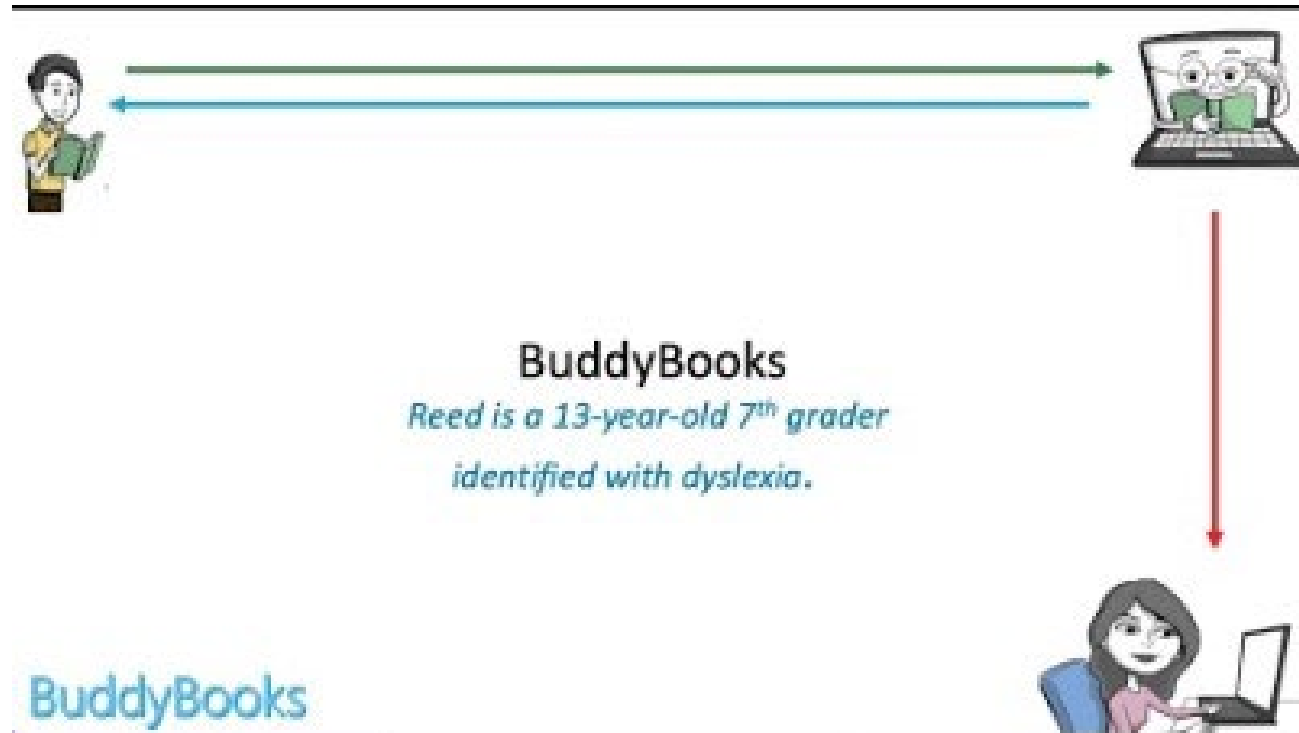 BuddyBooks
Reed is a 13-year-old 7th grader
identified with dyslexia.
BuddyBooks